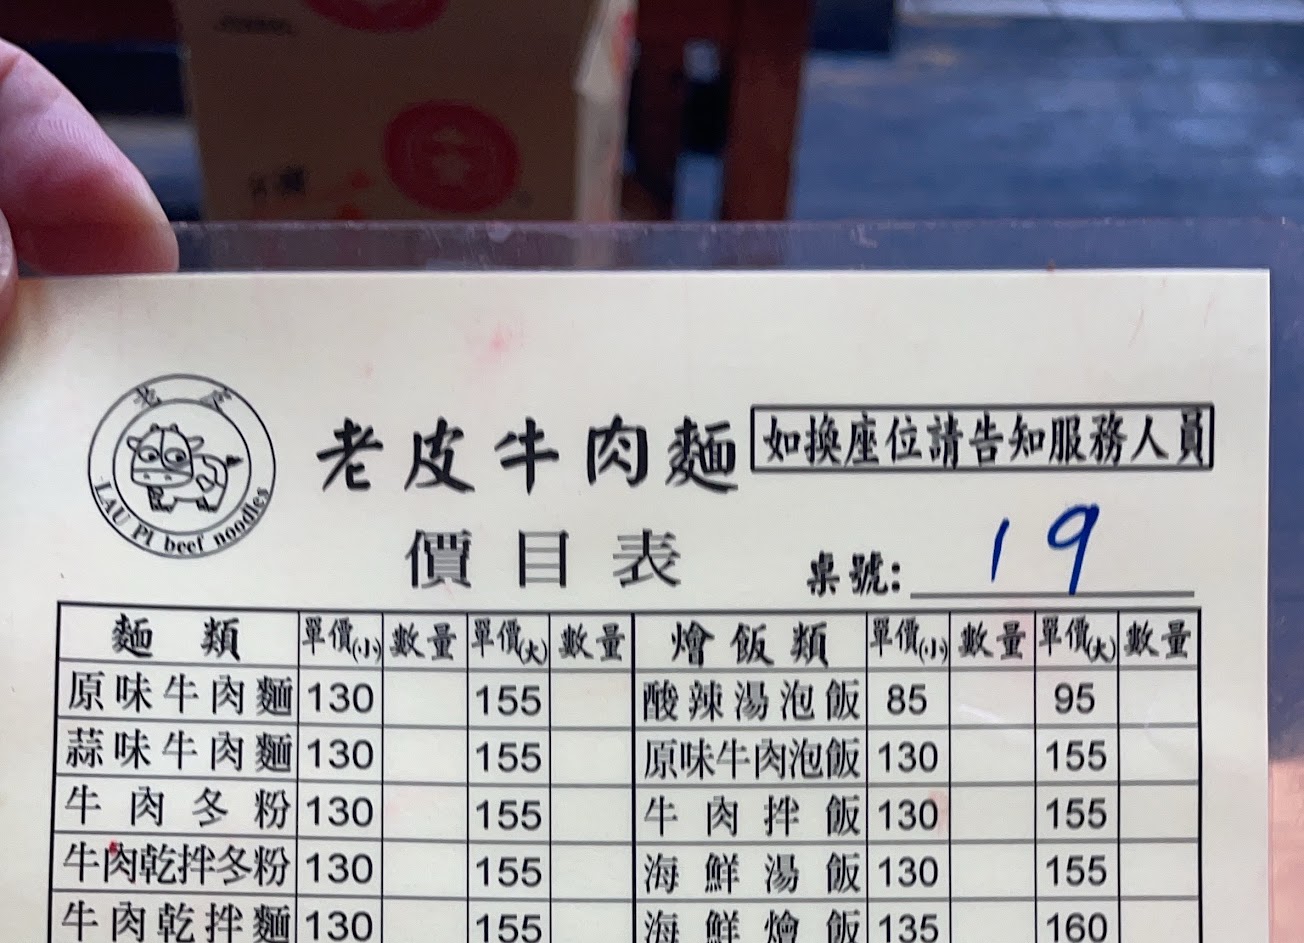 老皮
LAU PI beef noodles
老皮牛肉麵
如換座位請告知服務人員
價目表
桌號: 19
麵類 單價(小) 數量 單價(大) 數量 燴飯類 單價(小) 數量 單價(大) 數量
原味牛肉麵 130 155 酸辣湯泡飯 85 95
蒜味牛肉麵 130 155 原味牛肉泡飯 130 155
牛肉冬粉 130 155 牛肉拌飯 130 155
牛肉乾拌冬粉 130 155 海鮮湯飯 130 155
牛肉乾拌麵 130 155 海鮮燴飯 135 160